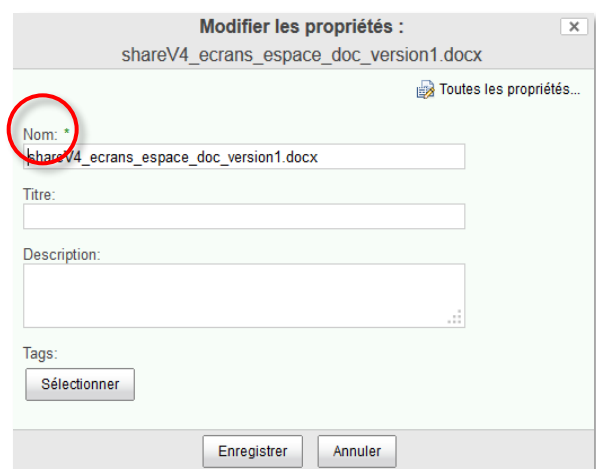 Modifier les propriétés :
shareV4_ecrans_espace_doc_version1.docx
Toutes les propriétés...
Nom: *
shareV4_ecrans_espace_doc_version1.docx
Titre:
Description:
Tags:
Sélectionner
Enregistrer Annuler